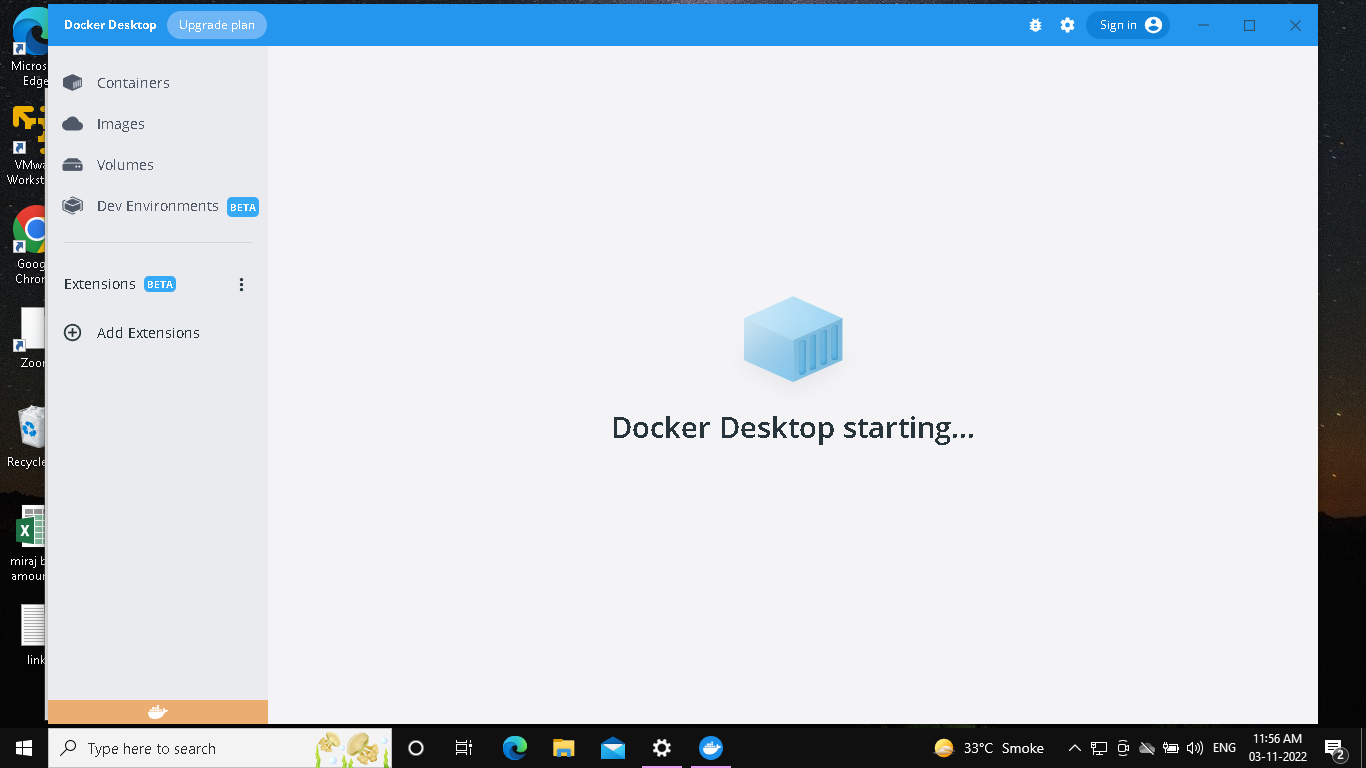 Docker Desktop
Upgrade plan
Sign in
Containers
Images
Volumes
Dev Environments BETA
Extensions BETA
Add Extensions
Docker Desktop starting...
Micros
Edge
VMwa
Workst
Goog
Chron
Zoo
Recycle
miraj b
amou
link
Type here to search
33°C Smoke
ENG
11:56 AM
03-11-2022
2